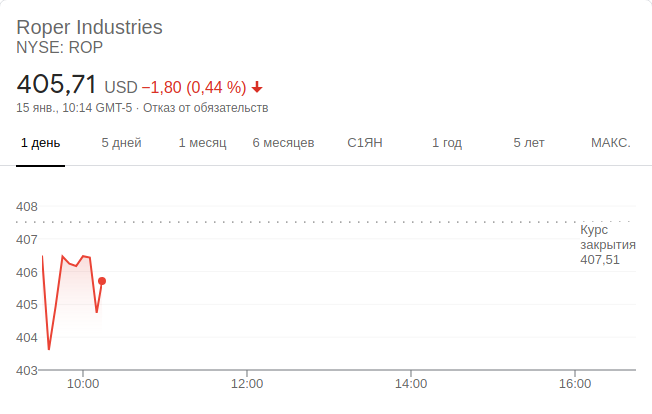 Roper Industries
NYSE: ROP
405,71 USD −1,80 (0,44 %)
15 янв., 10:14 GMT-5 · Отказ от обязательств
1 день 5 дней 1 месяц 6 месяцев С1ЯН 1 год 5 лет МАКС.
408
407
406
405
404
403
Курс
закрытия
407,51
10:00 12:00 14:00 16:00